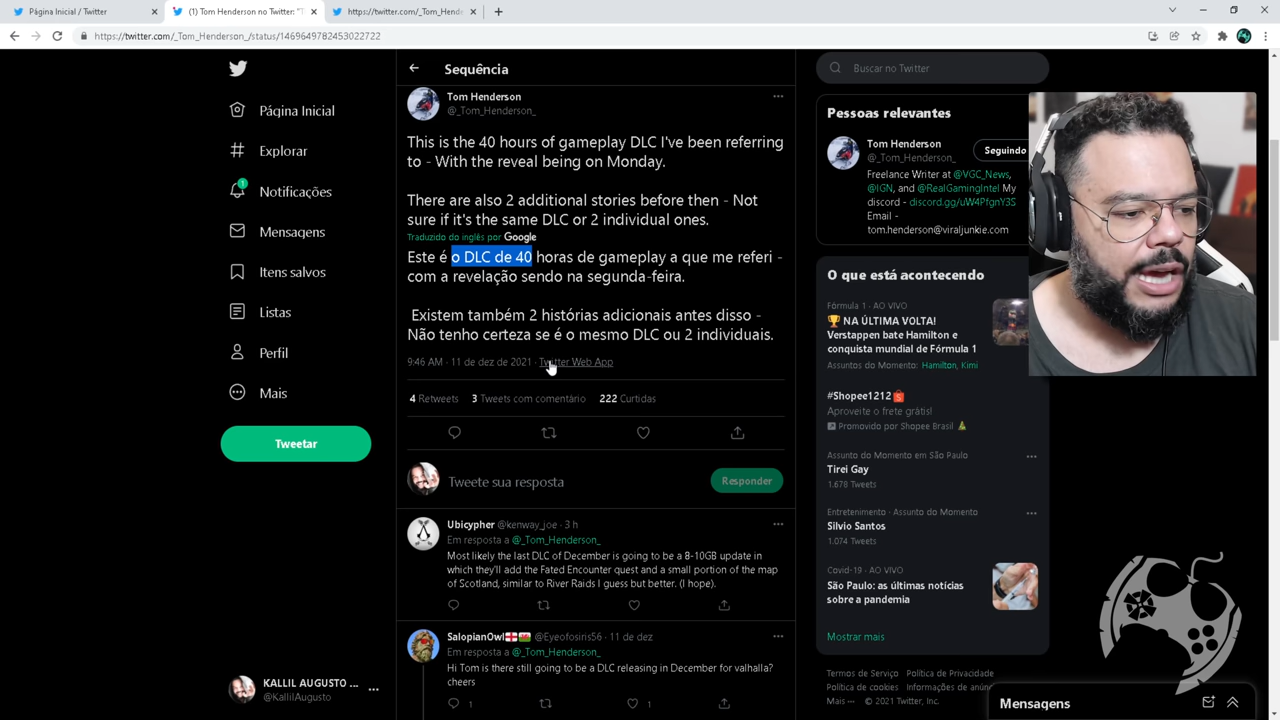 Página Inicial / Twitter
(1) Tom Henderson no Twitter: "T
https://twitter.com/_Tom_Hende
https://twitter.com/_Tom_Henderson_/status/1469649782453022722
Página Inicial
Explorar
1
Notificações
Mensagens
Itens salvos
Listas
Perfil
Mais
Tweetar
KALLIL AUGUSTO ...
@KallilAugusto
Sequência
Tom Henderson
@_Tom_Henderson_
This is the 40 hours of gameplay DLC I've been referring
to - With the reveal being on Monday.
There are also 2 additional stories before then - Not
sure if it's the same DLC or 2 individual ones.
Traduzido do inglês por Google
Este é o DLC de 40 horas de gameplay a que me referi -
com a revelação sendo na segunda-feira.
Existem também 2 histórias adicionais antes disso -
Não tenho certeza se é o mesmo DLC ou 2 individuais.
9:46 AM · 11 de dez de 2021 · Twitter Web App
4 Retweets 3 Tweets com comentário 222 Curtidas
Tweete sua resposta
Responder
Ubicypher @kenway_joe · 3 h
Em resposta a @_Tom_Henderson_
Most likely the last DLC of December is going to be a 8-10GB update in
which they'll add the Fated Encounter quest and a small portion of the map
of Scotland, similar to River Raids I guess but better. (I hope).
SalopianOwl @Eyeofosiris56 · 11 de dez
Em resposta a @_Tom_Henderson_
Hi Tom is there still going to be a DLC releasing in December for valhalla?
cheers
1
1
Buscar no Twitter
Pessoas relevantes
Tom Henderson
@_Tom_Henderson_
Seguindo
Freelance Writer at @VGC_News,
@IGN, and @RealGamingIntel My
discord - discord.gg/uW4PfgnY3S
Email -
tom.henderson@viraljunkie.com
O que está acontecendo
Fórmula 1 · AO VIVO
NA ÚLTIMA VOLTA!
Verstappen bate Hamilton e
conquista mundial de Fórmula 1
Assuntos do Momento: Hamilton, Kimi
#Shopee1212
Aproveite o frete grátis!
Promovido por Shopee Brasil
Assunto do Momento em São Paulo
Tirei Gay
1.678 Tweets
Entretenimento · Assunto do Momento
Silvio Santos
1.074 Tweets
Covid-19 · AO VIVO
São Paulo: as últimas notícias
sobre a pandemia
Mostrar mais
Termos de Serviço Política de Privacidade
Política de cookies Informações de anúnc
Mais ··· © 2021 Twitter, Inc.
Mensagens